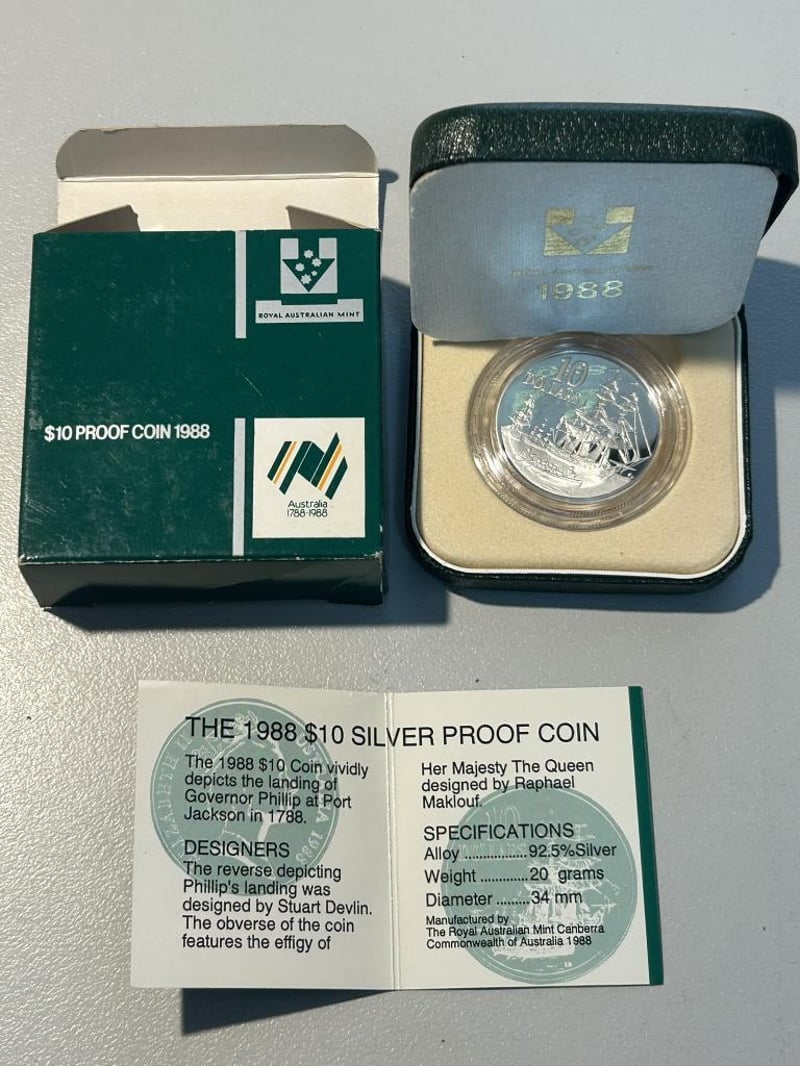 ROYAL AUSTRALIAN MINT
$10 PROOF COIN 1988
Australia
1788-1988
1988
10
DOLLARS
THE 1988 $10 SILVER PROOF COIN
The 1988 $10 Coin vividly
depicts the landing of
Governor Phillip at Port
Jackson in 1788.
DESIGNERS
The reverse depicting
Phillip's landing was
designed by Stuart Devlin.
The obverse of the coin
features the effigy of
Her Majesty The Queen
designed by Raphael
Maklouf.
SPECIFICATIONS
Alloy ................92.5%Silver
Weight ............20 grams
Diameter .........34 mm
Manufactured by
The Royal Australian Mint Canberra
Commonwealth of Australia 1988